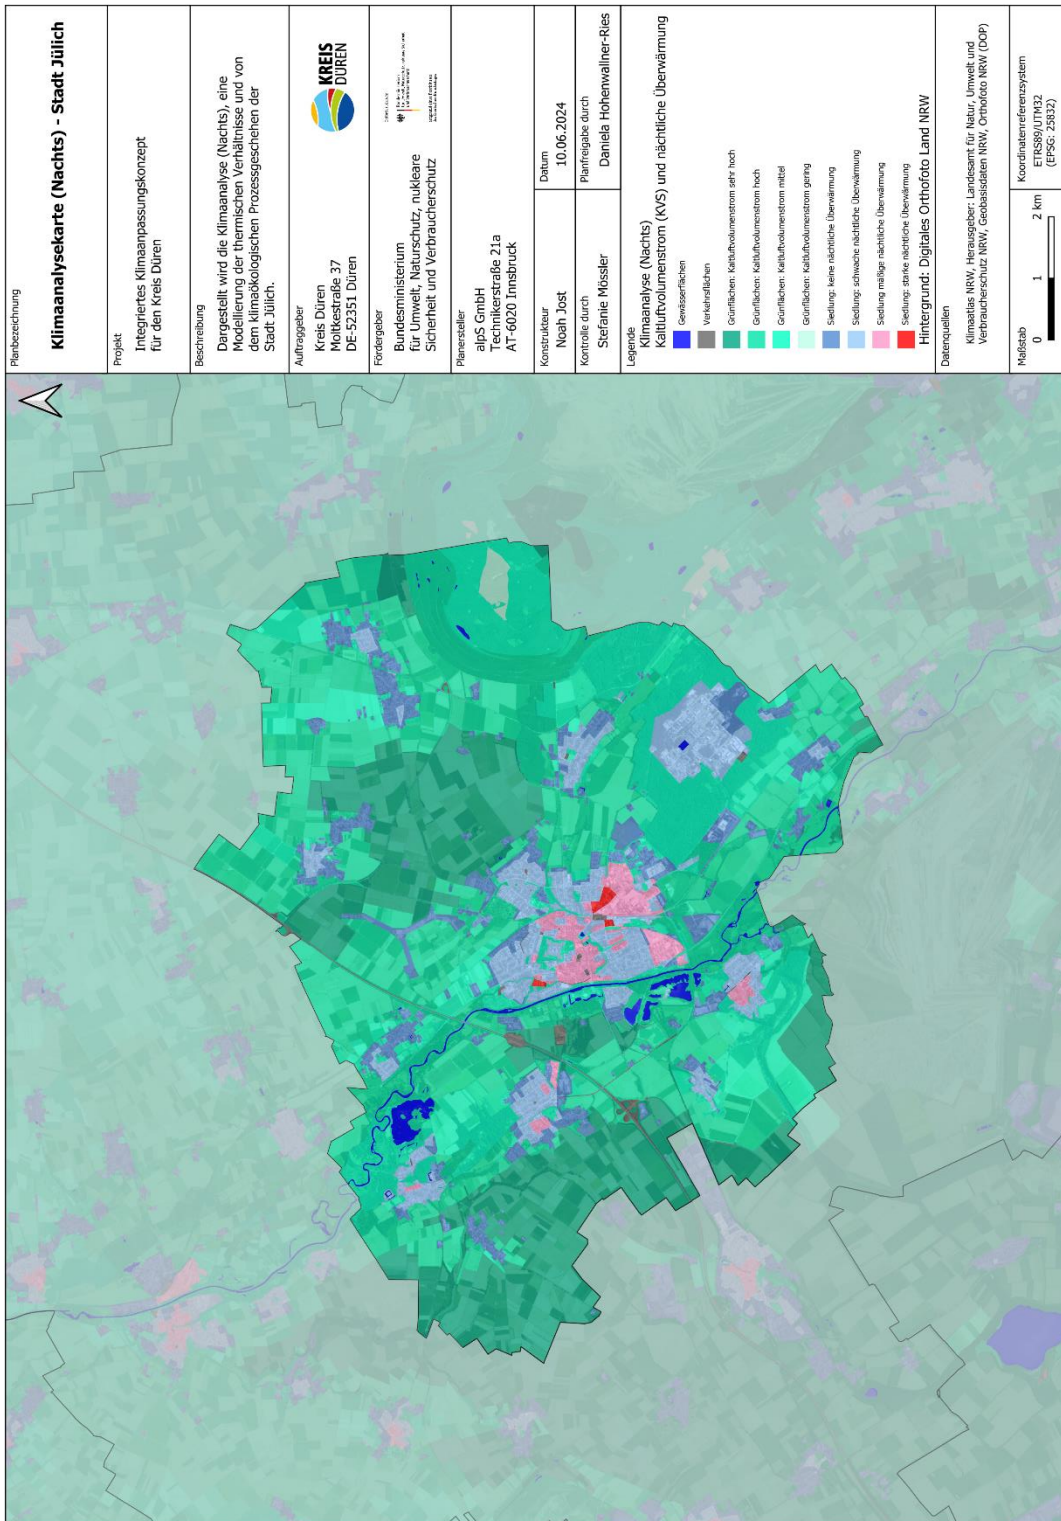 Planbezeichnung
Klimaanalysekarte (Nachts) - Stadt Jülich
Projekt
Integriertes Klimaanpassungskonzept
für den Kreis Düren
Beschreibung
Dargestellt wird die Klimaanalyse (Nachts), eine
Modellierung der thermischen Verhältnisse und von
dem klimaökologischen Prozessgeschehen der
Stadt Jülich.
Auftraggeber
Kreis Düren
Moltkestraße 37
DE-52351 Düren
KREIS
DÜREN
Fördergeber
Bundesministerium
für Umwelt, Naturschutz, nukleare
Sicherheit und Verbraucherschutz
Planersteller
alpS GmbH
Technikerstraße 21a
AT-6020 Innsbruck
Konstrukteur
Noah Jost
Datum
10.06.2024
Kontrolle durch
Stefanie Mössler
Planfreigabe durch
Daniela Hohenwallner-Ries
Legende
Klimaanalyse (Nachts)
Kaltluftvolumenstrom (KVS) und nächtliche Überwärmung
Gewässerflächen
Verkehrsflächen
Grünflächen: Kaltluftvolumenstrom sehr hoch
Grünflächen: Kaltluftvolumenstrom hoch
Grünflächen: Kaltluftvolumenstrom mittel
Grünflächen: Kaltluftvolumenstrom gering
Siedlung: keine nächtliche Überwärmung
Siedlung: schwache nächtliche Überwärmung
Siedlung mäßige nächtliche Überwärmung
Siedlung: starke nächtliche Überwärmung
Hintergrund: Digitales Orthofoto Land NRW
Datenquellen
Klimaatlas NRW, Herausgeber: Landesamt für Natur, Umwelt und
Verbraucherschutz NRW, Geobasisdaten NRW, Orthofoto NRW (DOP)
Maßstab
0 1 2 km
Koordinatenreferenzsystem
ETRS89/UTM32
(EPSG: 25832)